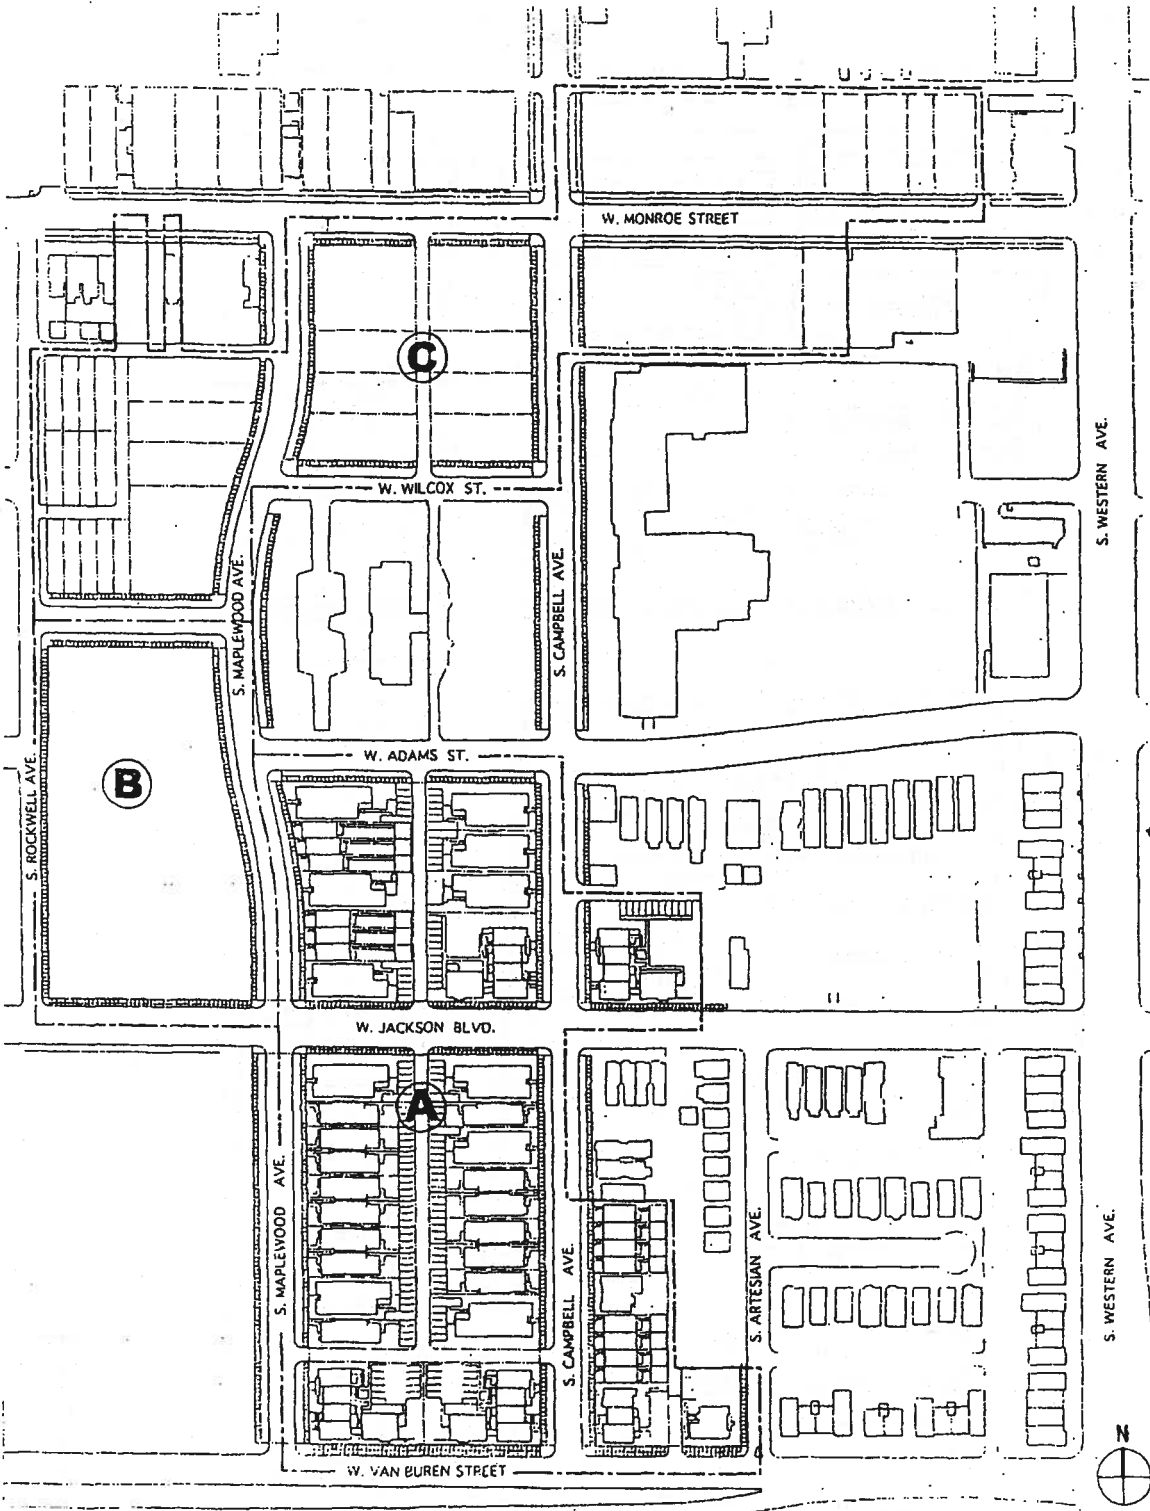 W. MONROE STREET
C
W. WILCOX ST.
S. WESTERN AVE.
S. MAPLEWOOD AVE.
S. CAMPBELL AVE.
W. ADAMS ST.
B
S. ROCKWELL AVE.
W. JACKSON BLVD.
A
S. MAPLEWOOD AVE.
S. CAMPBELL AVE.
S. ARTESIAN AVE.
S. WESTERN AVE.
N
W. VAN BUREN STREET